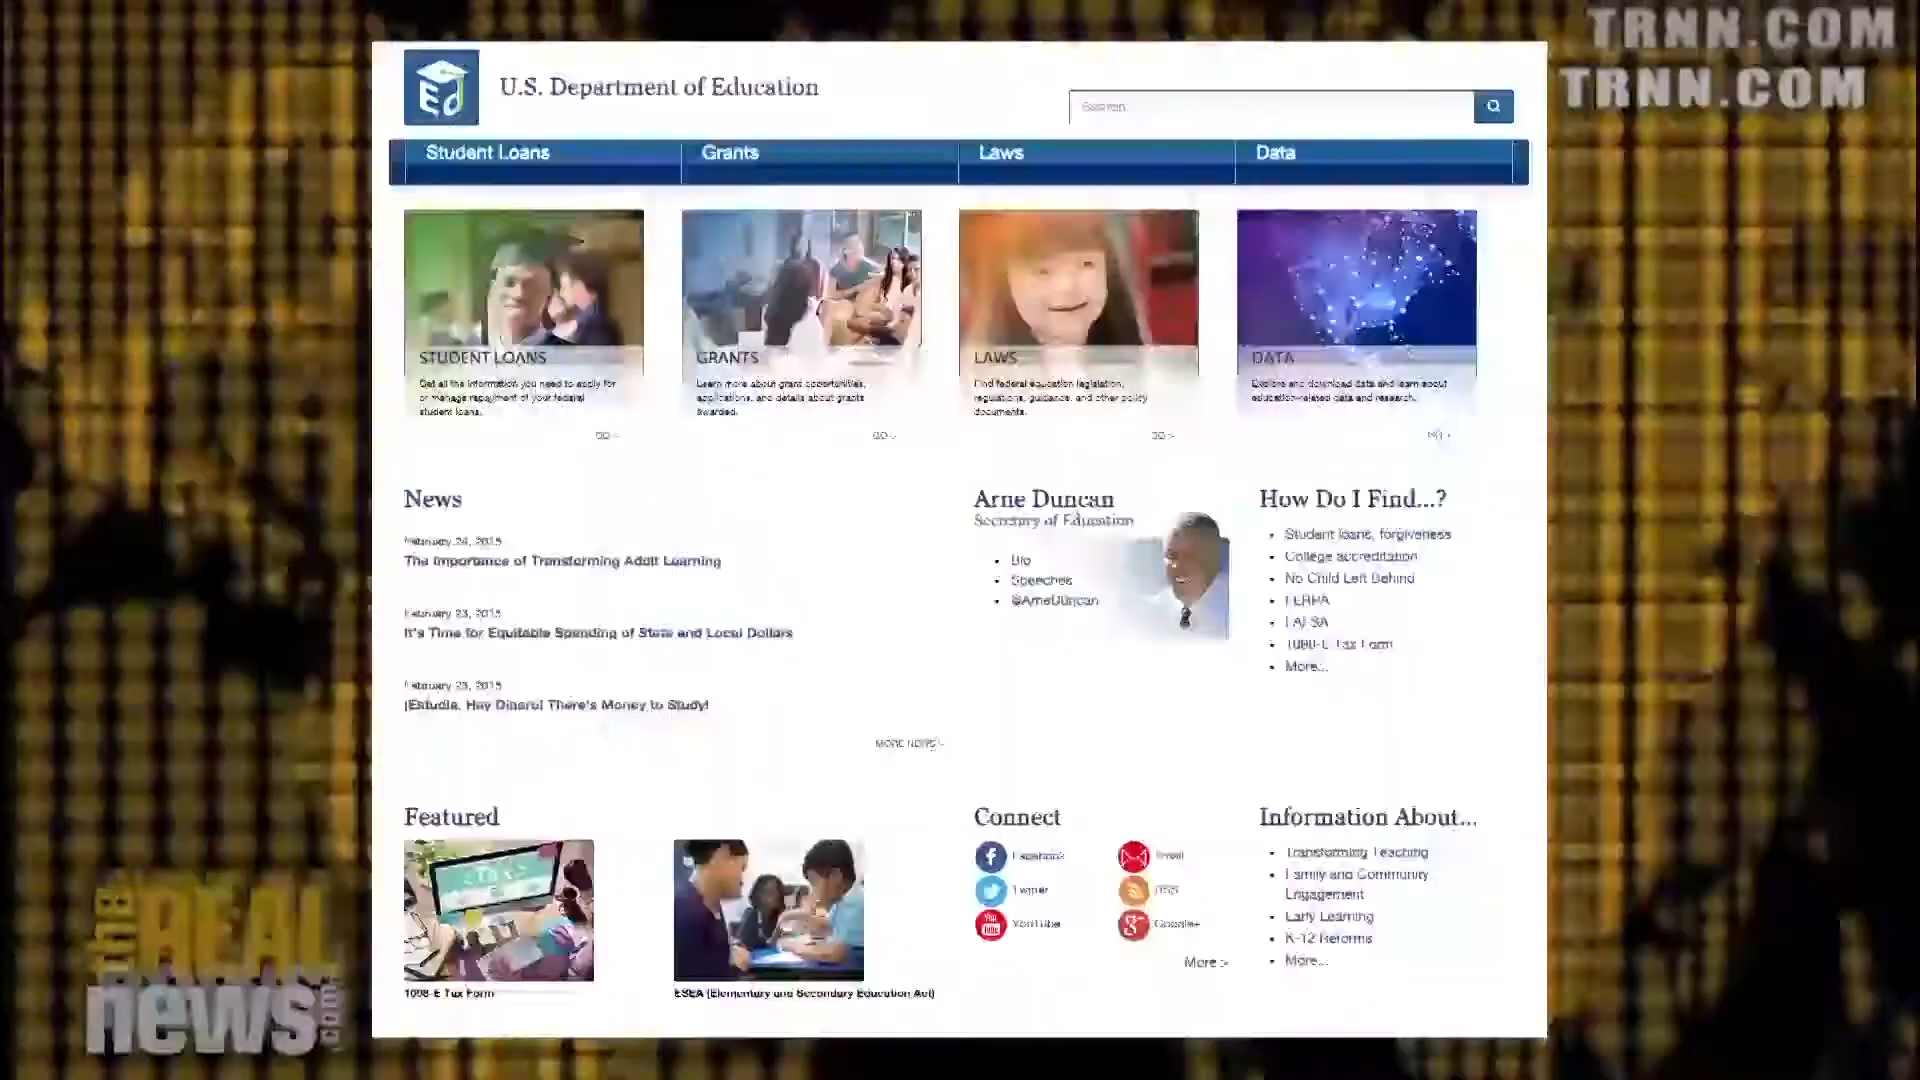 TRNN.COM
TRNN.COM
Ed
U.S. Department of Education
Search
Student Loans
Grants
Laws
Data
STUDENT LOANS
Get all the information you need to apply for
or manage repayment of your federal
student loans.
GO >
GRANTS
Learn more about grant opportunities,
applications, and details about grants
awarded.
GO >
LAWS
Find federal education legislation,
regulations, guidance, and other policy
documents.
GO >
DATA
Explore and download data and learn about
education-related data and research.
GO >
News
February 24, 2015
The Importance of Transforming Adult Learning
February 23, 2015
It's Time for Equitable Spending of State and Local Dollars
February 23, 2015
¡Estudia, Hay Dinero! There's Money to Study!
MORE NEWS >
Arne Duncan
Secretary of Education
Bio
Speeches
@ArneDuncan
How Do I Find...?
Student loans, forgiveness
College accreditation
No Child Left Behind
FERPA
FAFSA
1098-E Tax Form
More...
Featured
1098-E Tax Form
ESEA (Elementary and Secondary Education Act)
Connect
Facebook
Email
Twitter
RSS
YouTube
Google+
More >
Information About...
Transforming Teaching
Family and Community
Engagement
Early Learning
K-12 Reforms
More...
the REAL
news.com